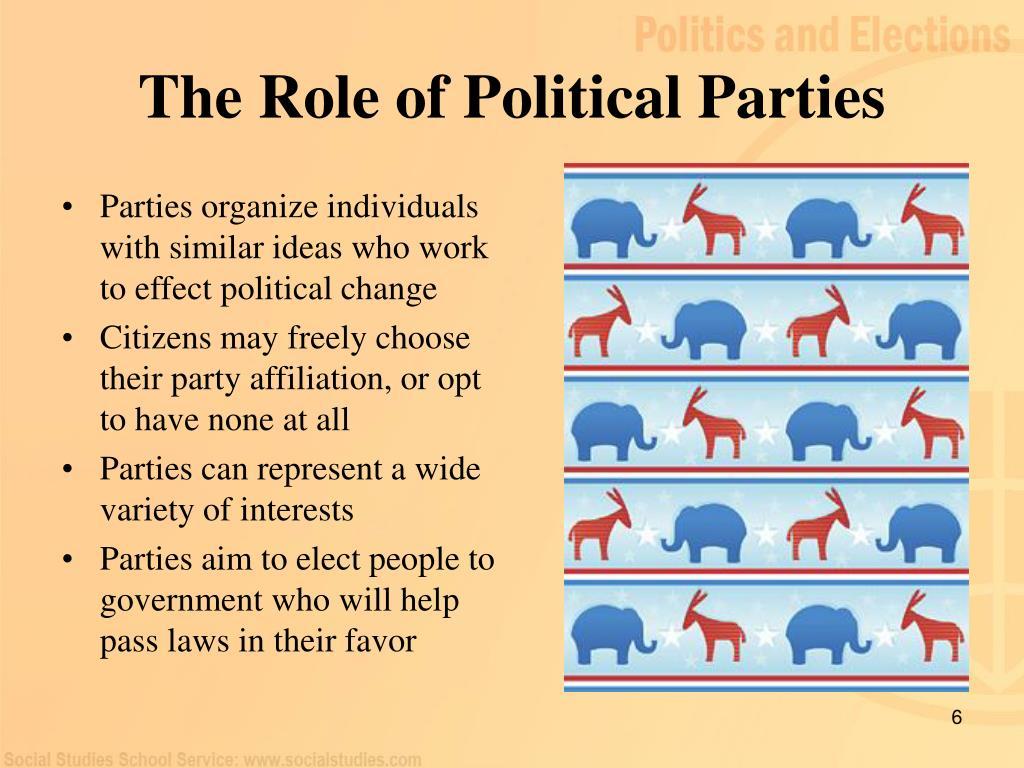 Politics and Elections
The Role of Political Parties
• Parties organize individuals
with similar ideas who work
to effect political change
• Citizens may freely choose
their party affiliation, or opt
to have none at all
• Parties can represent a wide
variety of interests
• Parties aim to elect people to
government who will help
pass laws in their favor
6
Social Studies School Service: www.socialstudies.com